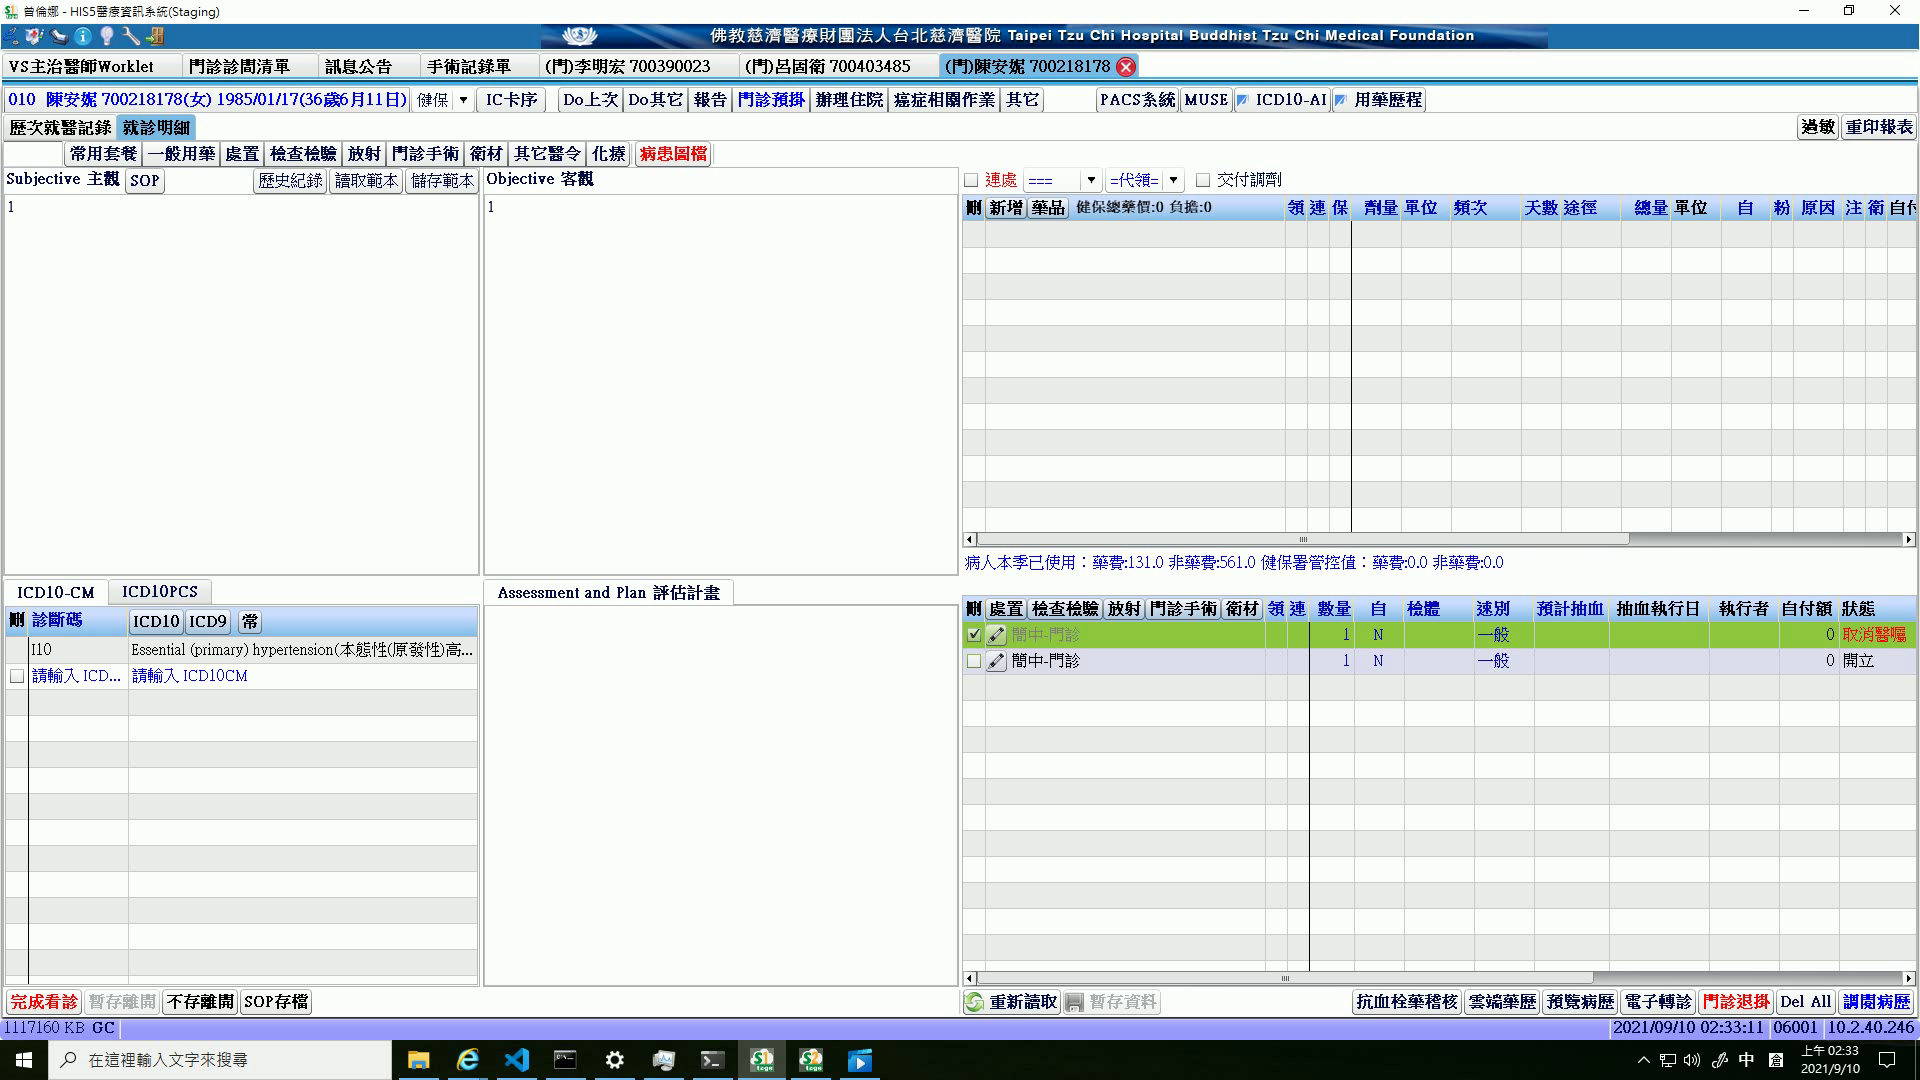 曾倫娜 - HIS5醫療資訊系統(Staging)
佛教慈濟醫療財團法人台北慈濟醫院 Taipei Tzu Chi Hospital Buddhist Tzu Chi Medical Foundation
VS主治醫師Worklet 門診診間清單 訊息公告 手術記錄單 (門)李明宏 700390023 (門)呂固衛 700403485 (門)陳安妮 700218178
010 陳安妮 700218178(女) 1985/01/17(36歲6月11日) 健保 IC卡序 Do上次 Do其它 報告 門診預掛 辦理住院 癌症相關作業 其它 PACS系統 MUSE ICD10-AI 用藥歷程
歷次就醫記錄 就診明細 過敏 重印報表
常用套餐 一般用藥 處置 檢查檢驗 放射 門診手術 衛材 其它醫令 化療 病患圖檔
Subjective 主觀 SOP 歷史紀錄 讀取範本 儲存範本 Objective 客觀 連處 === =代領= 交付調劑
1 1
刪 新增 藥品 健保總藥價:0 負擔:0 領 連 保 劑量 單位 頻次 天數 途徑 總量 單位 自 粉 原因 注 衛 自付
病人本季已使用：藥費:131.0 非藥費:561.0 健保署管控值：藥費:0.0 非藥費:0.0
ICD10-CM ICD10PCS Assessment and Plan 評估計畫
刪 診斷碼 ICD10 ICD9 常
I10 Essential (primary) hypertension(本態性(原發性)高...
請輸入 ICD... 請輸入 ICD10CM
刪 處置 檢查檢驗 放射 門診手術 衛材 領 連 數量 自 檢體 速別 預計抽血 抽血執行日 執行者 自付額 狀態
簡中-門診 1 N 一般 0 取消醫囑
簡中-門診 1 N 一般 0 開立
完成看診 暫存離開 不存離開 SOP存檔 重新讀取 暫存資料 抗血栓藥稽核 雲端藥歷 預覽病歷 電子轉診 門診退掛 Del All 調閱病歷
1117160 KB GC 2021/09/10 02:33:11 06001 10.2.40.246
在這裡輸入文字來搜尋 中 上午 02:33
2021/9/10